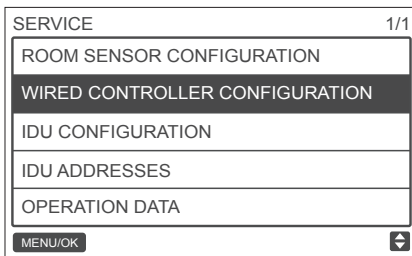 SERVICE 1/1
ROOM SENSOR CONFIGURATION
WIRED CONTROLLER CONFIGURATION
IDU CONFIGURATION
IDU ADDRESSES
OPERATION DATA
MENU/OK